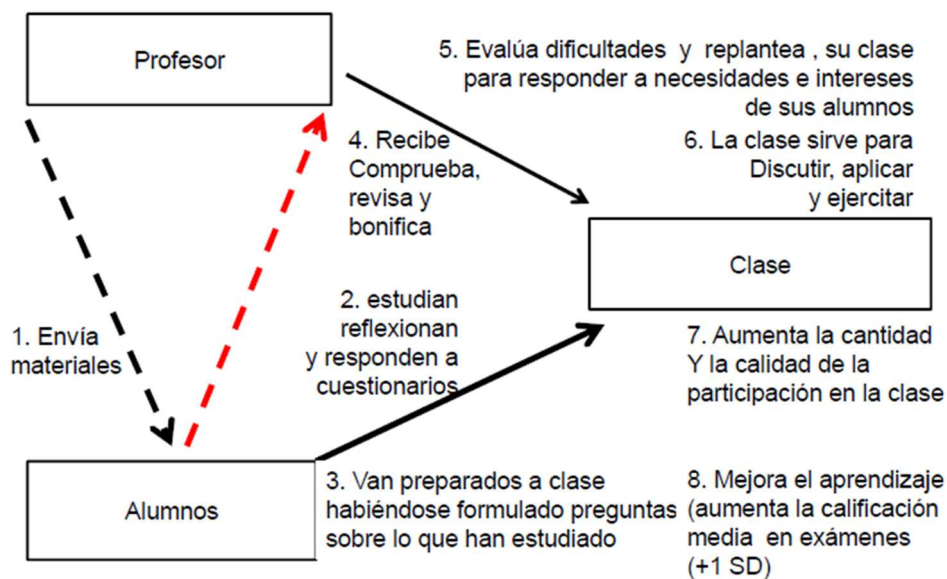 Profesor
5. Evalúa dificultades y replantea , su clase
para responder a necesidades e intereses
de sus alumnos
4. Recibe
Comprueba,
revisa y
bonifica
6. La clase sirve para
Discutir, aplicar
y ejercitar
Clase
1. Envía
materiales
2. estudian
reflexionan
y responden a
cuestionarios
7. Aumenta la cantidad
Y la calidad de la
participación en la clase
Alumnos
3. Van preparados a clase
habiéndose formulado preguntas
sobre lo que han estudiado
8. Mejora el aprendizaje
(aumenta la calificación
media en exámenes
(+1 SD)